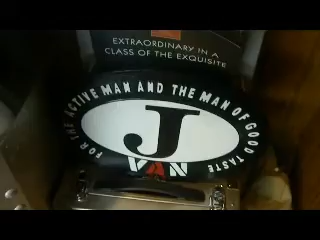 EXTRAORDINARY IN A
CLASS OF THE EXQUISITE
FOR THE ACTIVE MAN AND THE MAN OF GOOD TASTE
J
VAN